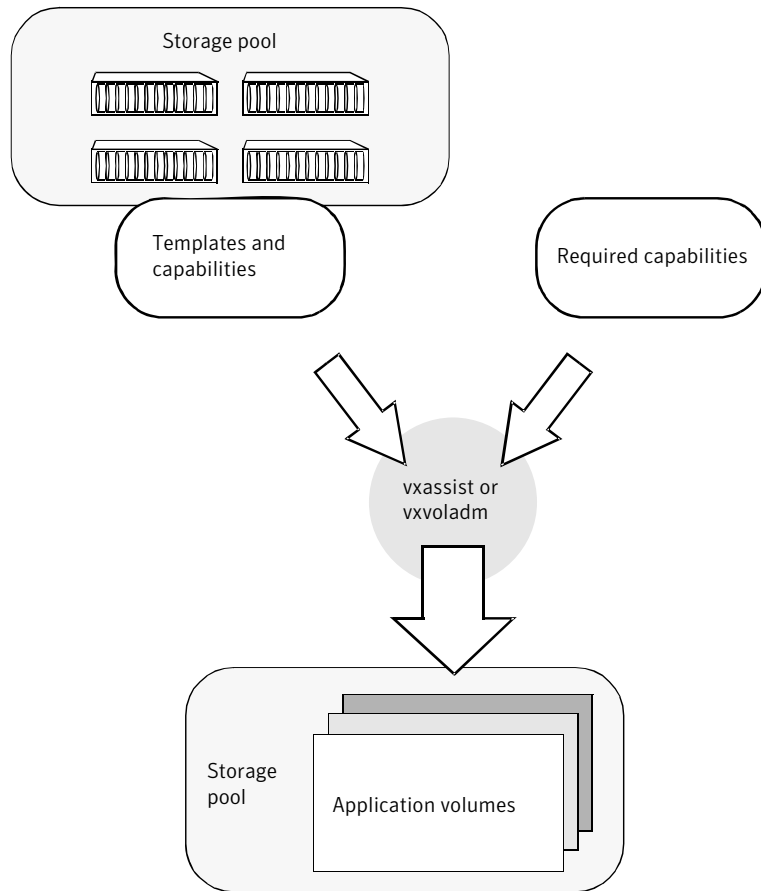 Storage pool
Templates and
capabilities
Required capabilities
vxassist or
vxvoladm
Storage
pool
Application volumes